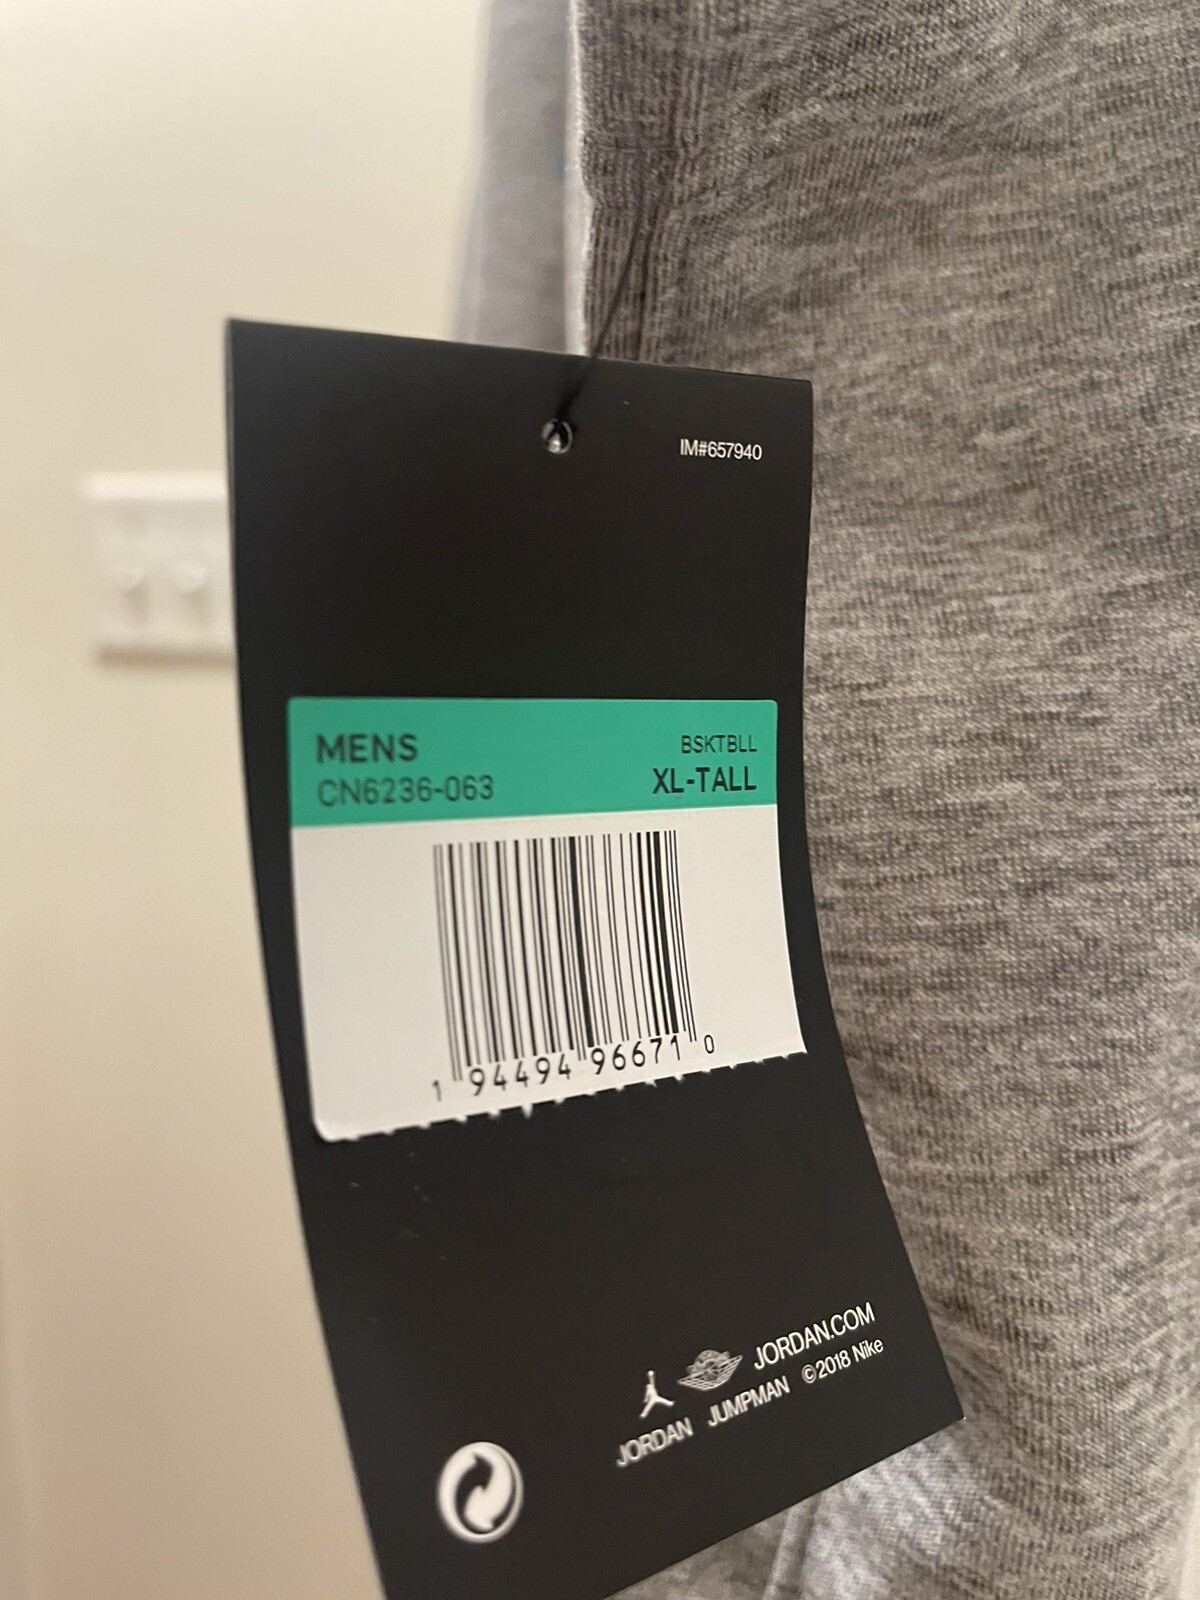 IM#657940
MENS
BSKTBLL
CN6236-063
XL-TALL
1 94494 96671 0
JORDAN.COM
JORDAN JUMPMAN ©2018 Nike